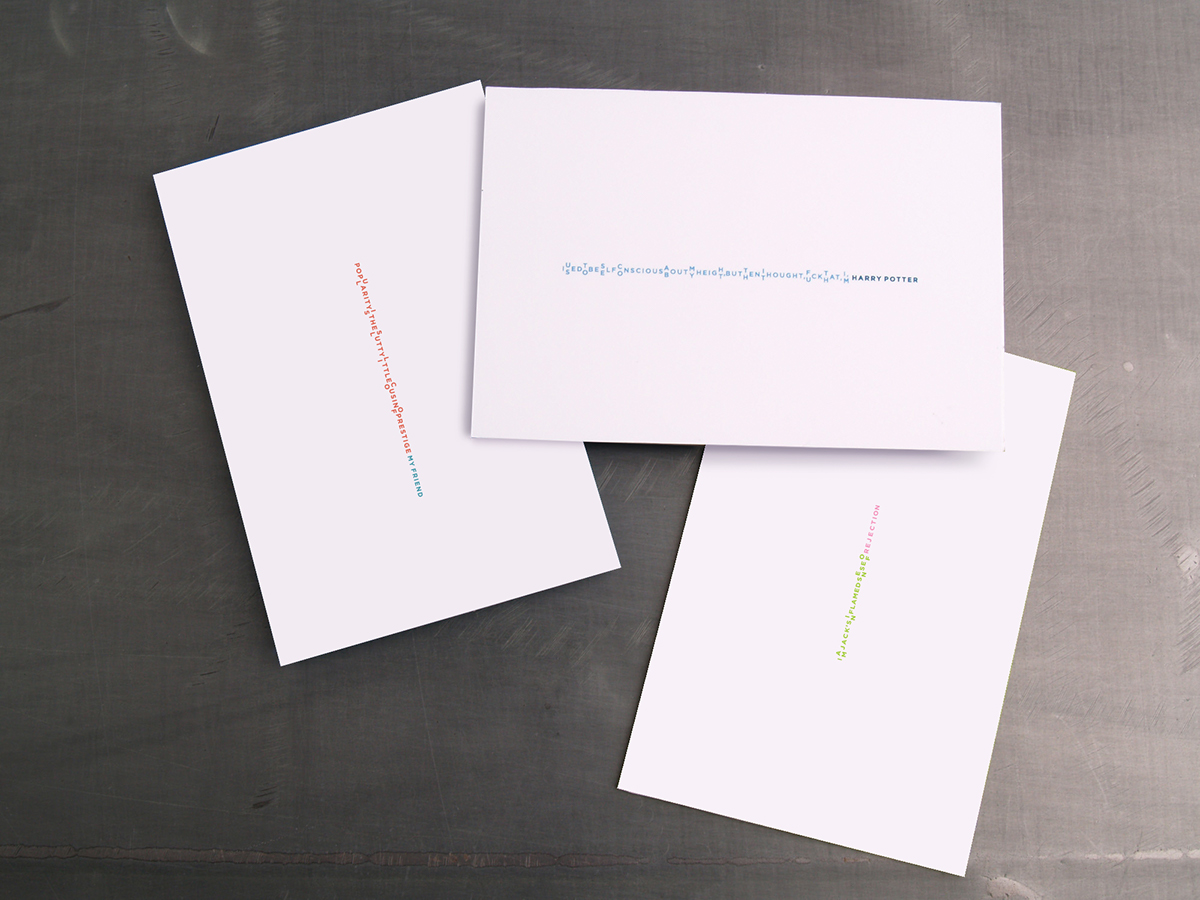 POPULARITY IS THE SLUTTY LITTLE COUSIN OF PRESTIGE MY FRIEND
I USED TO BE SELF CONSCIOUS ABOUT MY HEIGHT, BUT THEN I THOUGHT, FUCK THAT, I'M HARRY POTTER
I AM JACK'S INFLAMED SENSE OF REJECTION